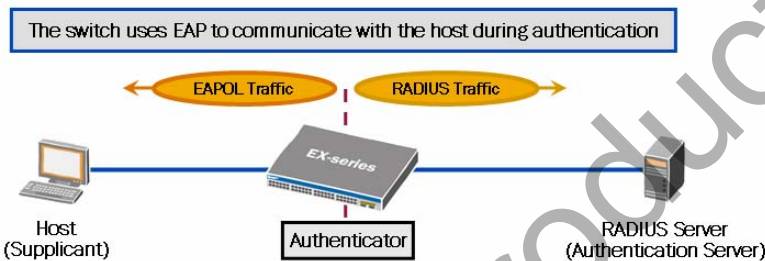 The switch uses EAP to communicate with the host during authentication
EAPOL Traffic
RADIUS Traffic
EX-series
Host
(Supplicant)
Authenticator
RADIUS Server
(Authentication Server)